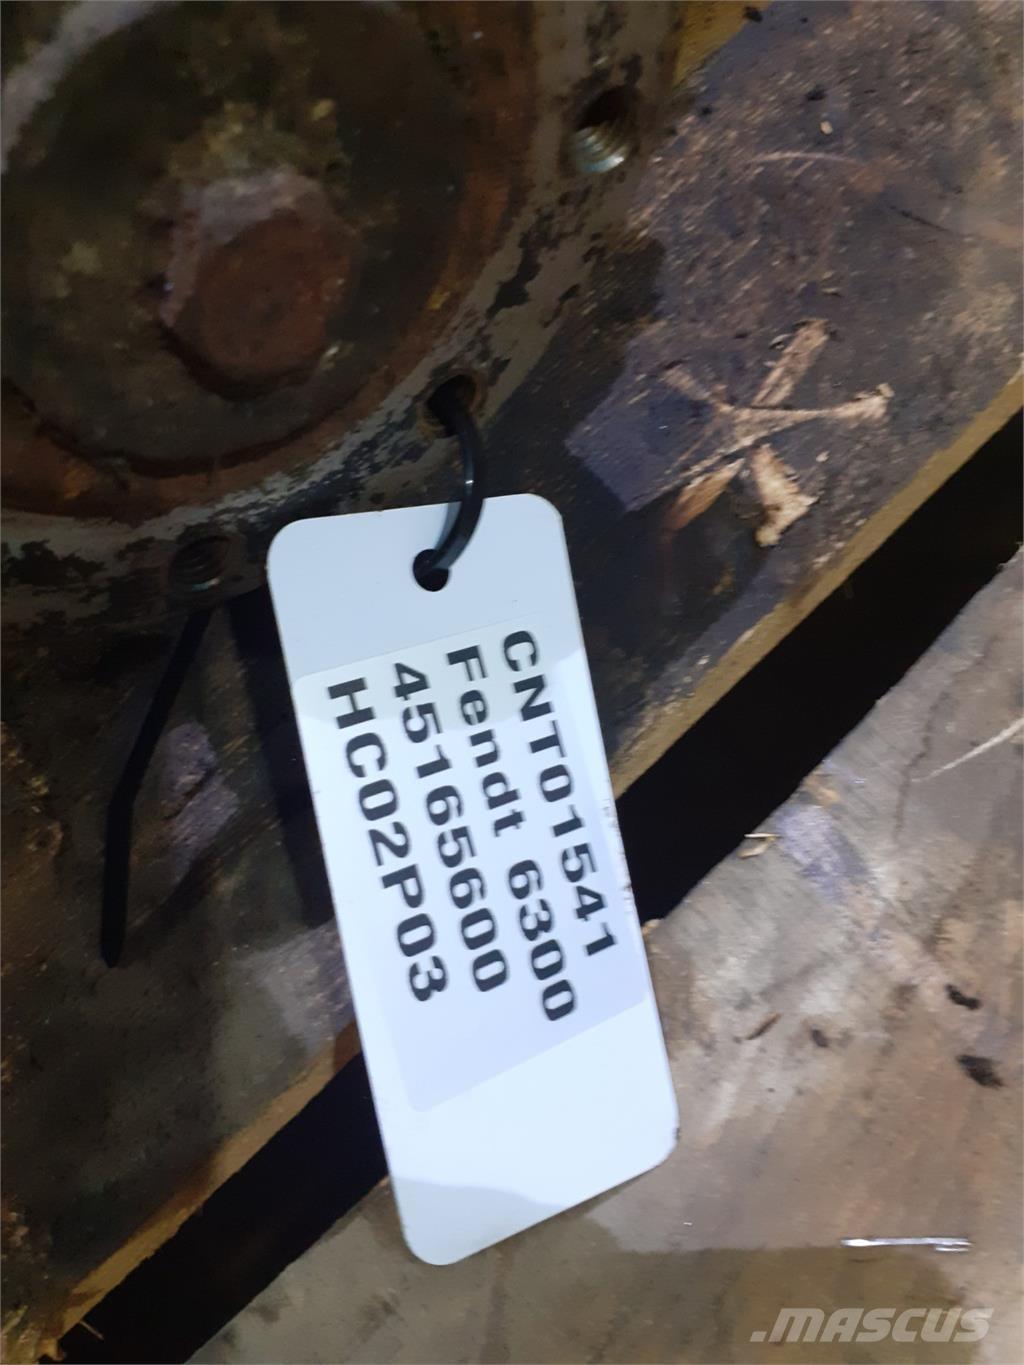 CNT01541
Fendt 6300
45165600
HC02P03
.MASCUS